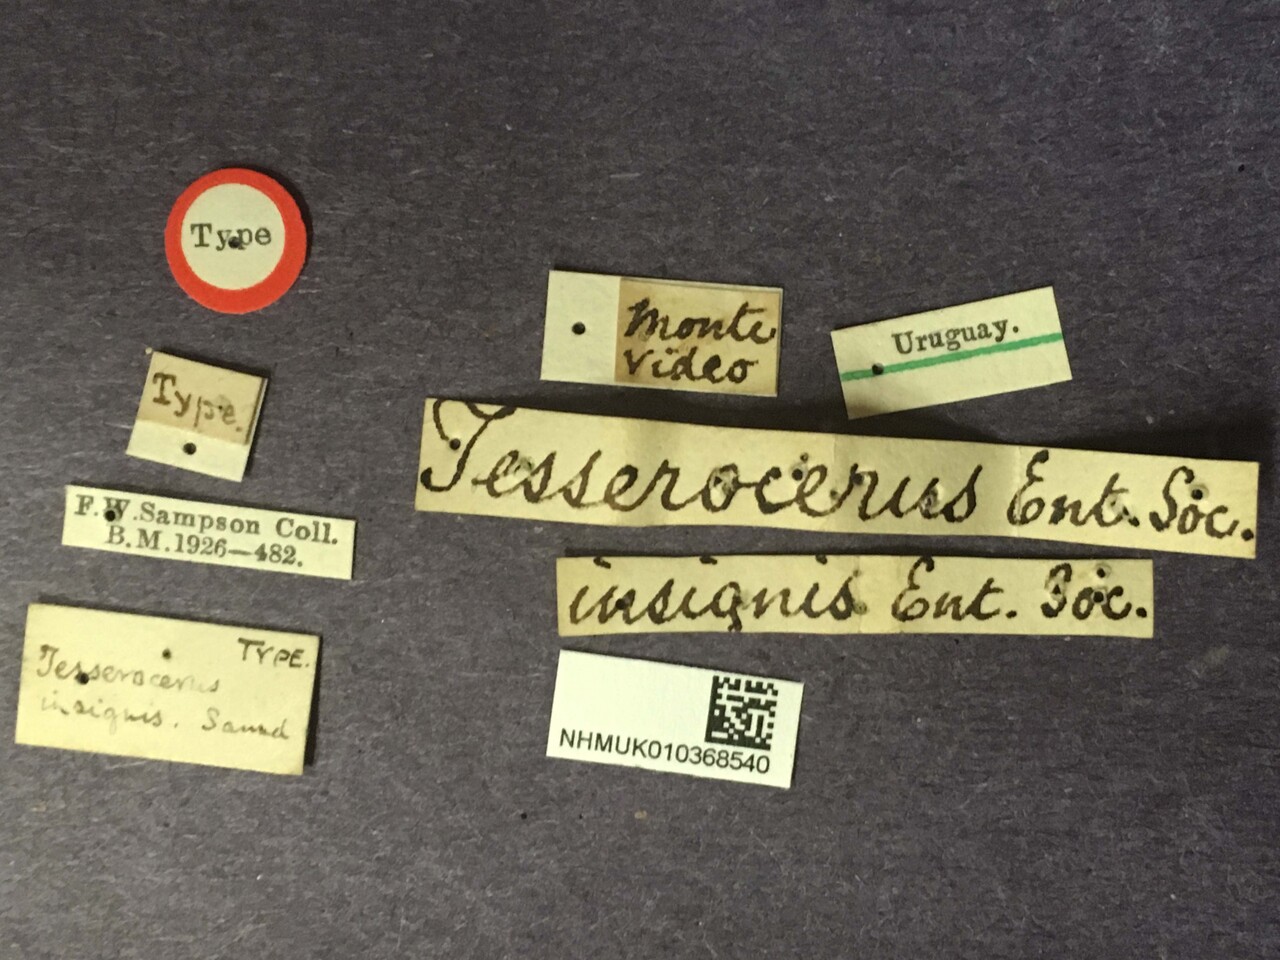 Type
Type.
F.W.Sampson Coll.
B.M.1926—482.
TYPE.
Tesserocerus
insignis. Saund
Monte
video
Uruguay.
Tesserocerus Ent. Soc.
insignis Ent. Soc.
NHMUK010368540